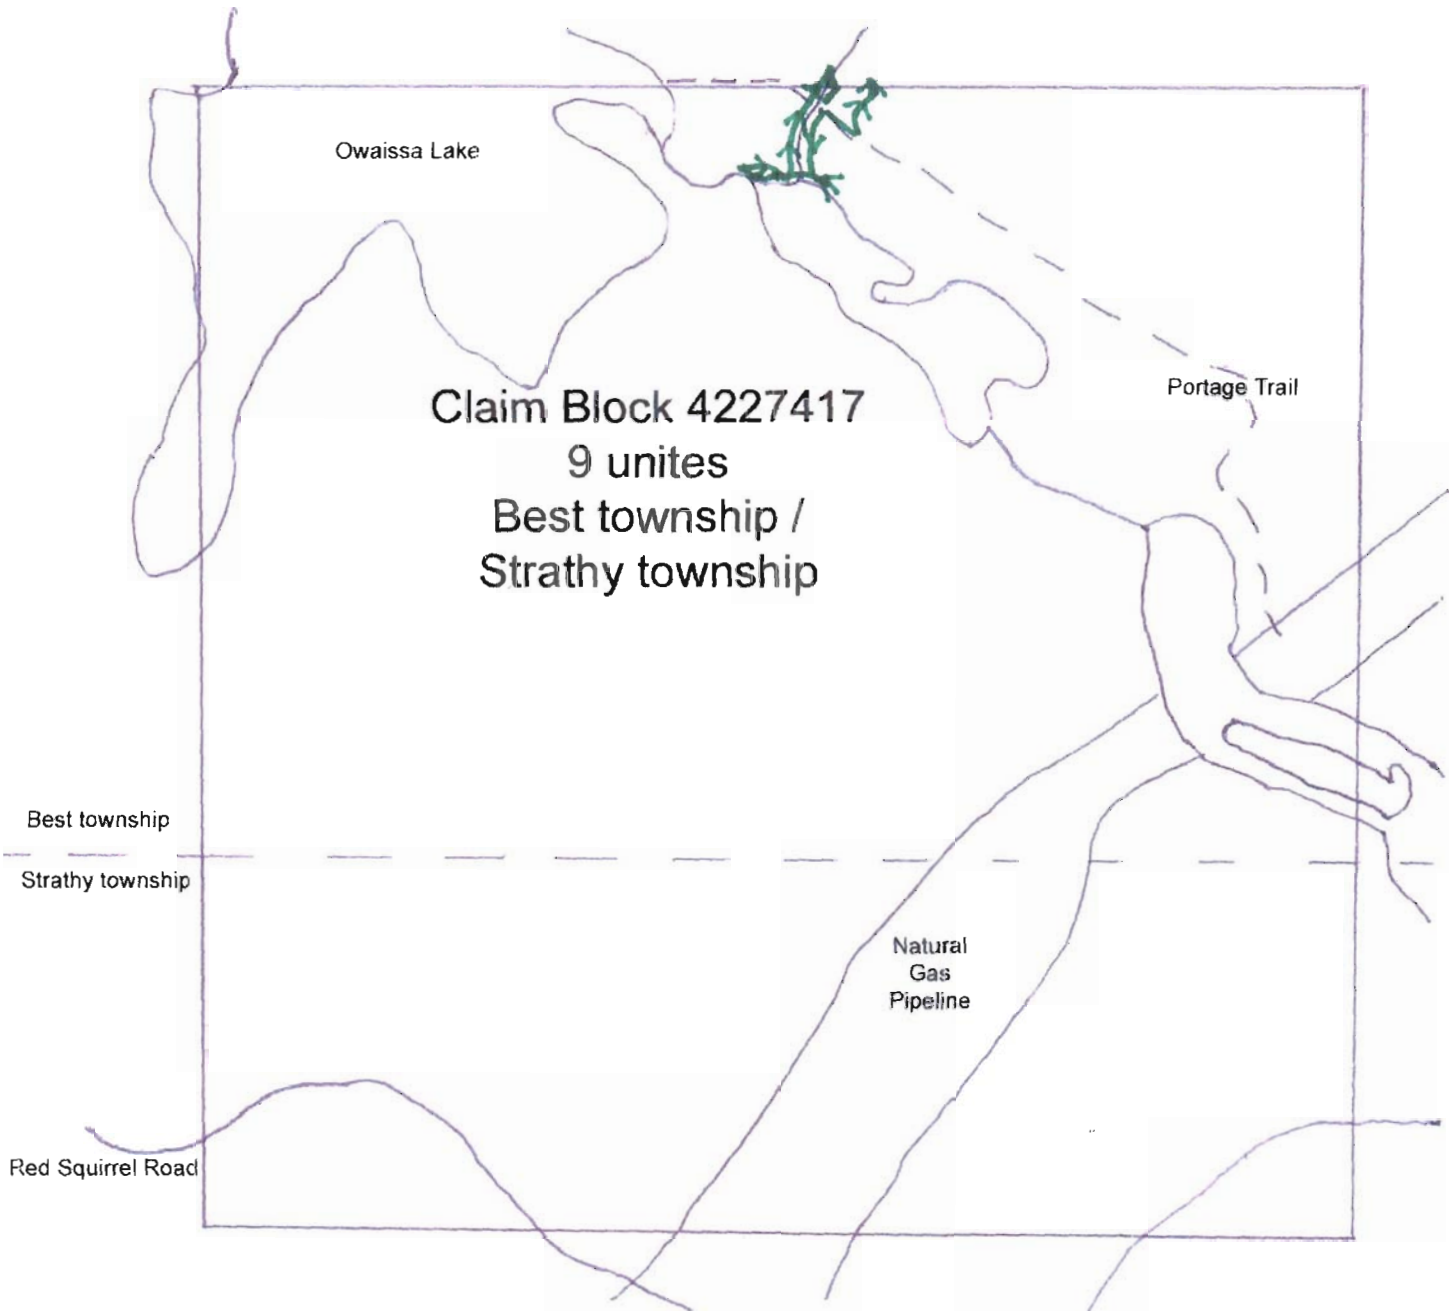 Owaissa Lake
Portage Trail
Claim Block 4227417
9 unites
Best township /
Strathy township
Best township
Strathy township
Natural
Gas
Pipeline
Red Squirrel Road